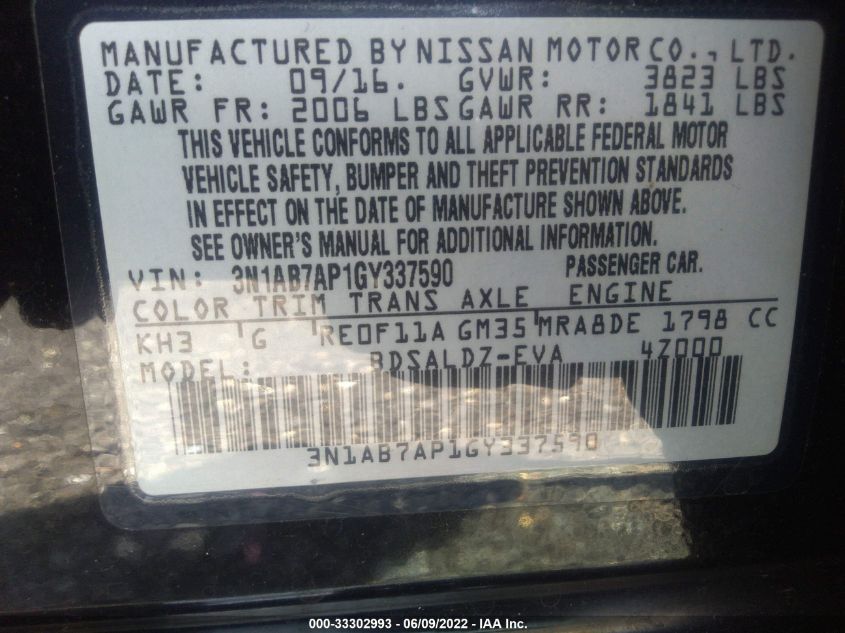 MANUFACTURED BY NISSAN MOTOR CO., LTD.
DATE: 09/16. GVWR: 3823 LBS
GAWR FR: 2006 LBS GAWR RR: 1841 LBS
THIS VEHICLE CONFORMS TO ALL APPLICABLE FEDERAL MOTOR
VEHICLE SAFETY, BUMPER AND THEFT PREVENTION STANDARDS
IN EFFECT ON THE DATE OF MANUFACTURE SHOWN ABOVE.
SEE OWNER'S MANUAL FOR ADDITIONAL INFORMATION.
VIN: 3N1AB7AP1GY337590 PASSENGER CAR.
COLOR TRIM TRANS AXLE ENGINE
KH3 G RE0F11A GM35 MRA8DE 1798 CC
MODEL: BDSALDZ-EVA 4Z000
3N1AB7AP1GY337590
000-33302993 - 06/09/2022 - IAA Inc.